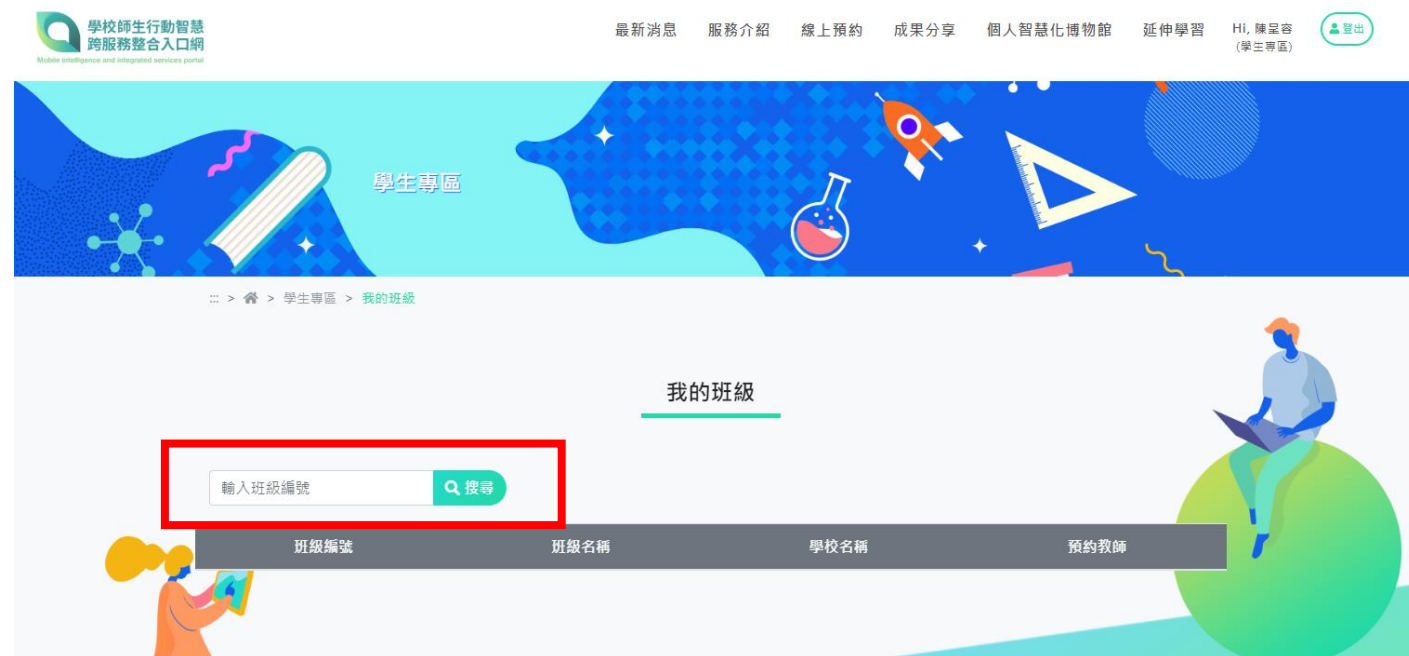 學校師生行動智慧
跨服務整合入口網
Mobile intelligence and integrated services portal
最新消息 服務介紹 線上預約 成果分享 個人智慧化博物館 延伸學習 Hi, 陳呈容 登出
(學生專區)
學生專區
::: > > 學生專區 > 我的班級
我的班級
輸入班級編號 搜尋
班級編號 班級名稱 學校名稱 預約教師